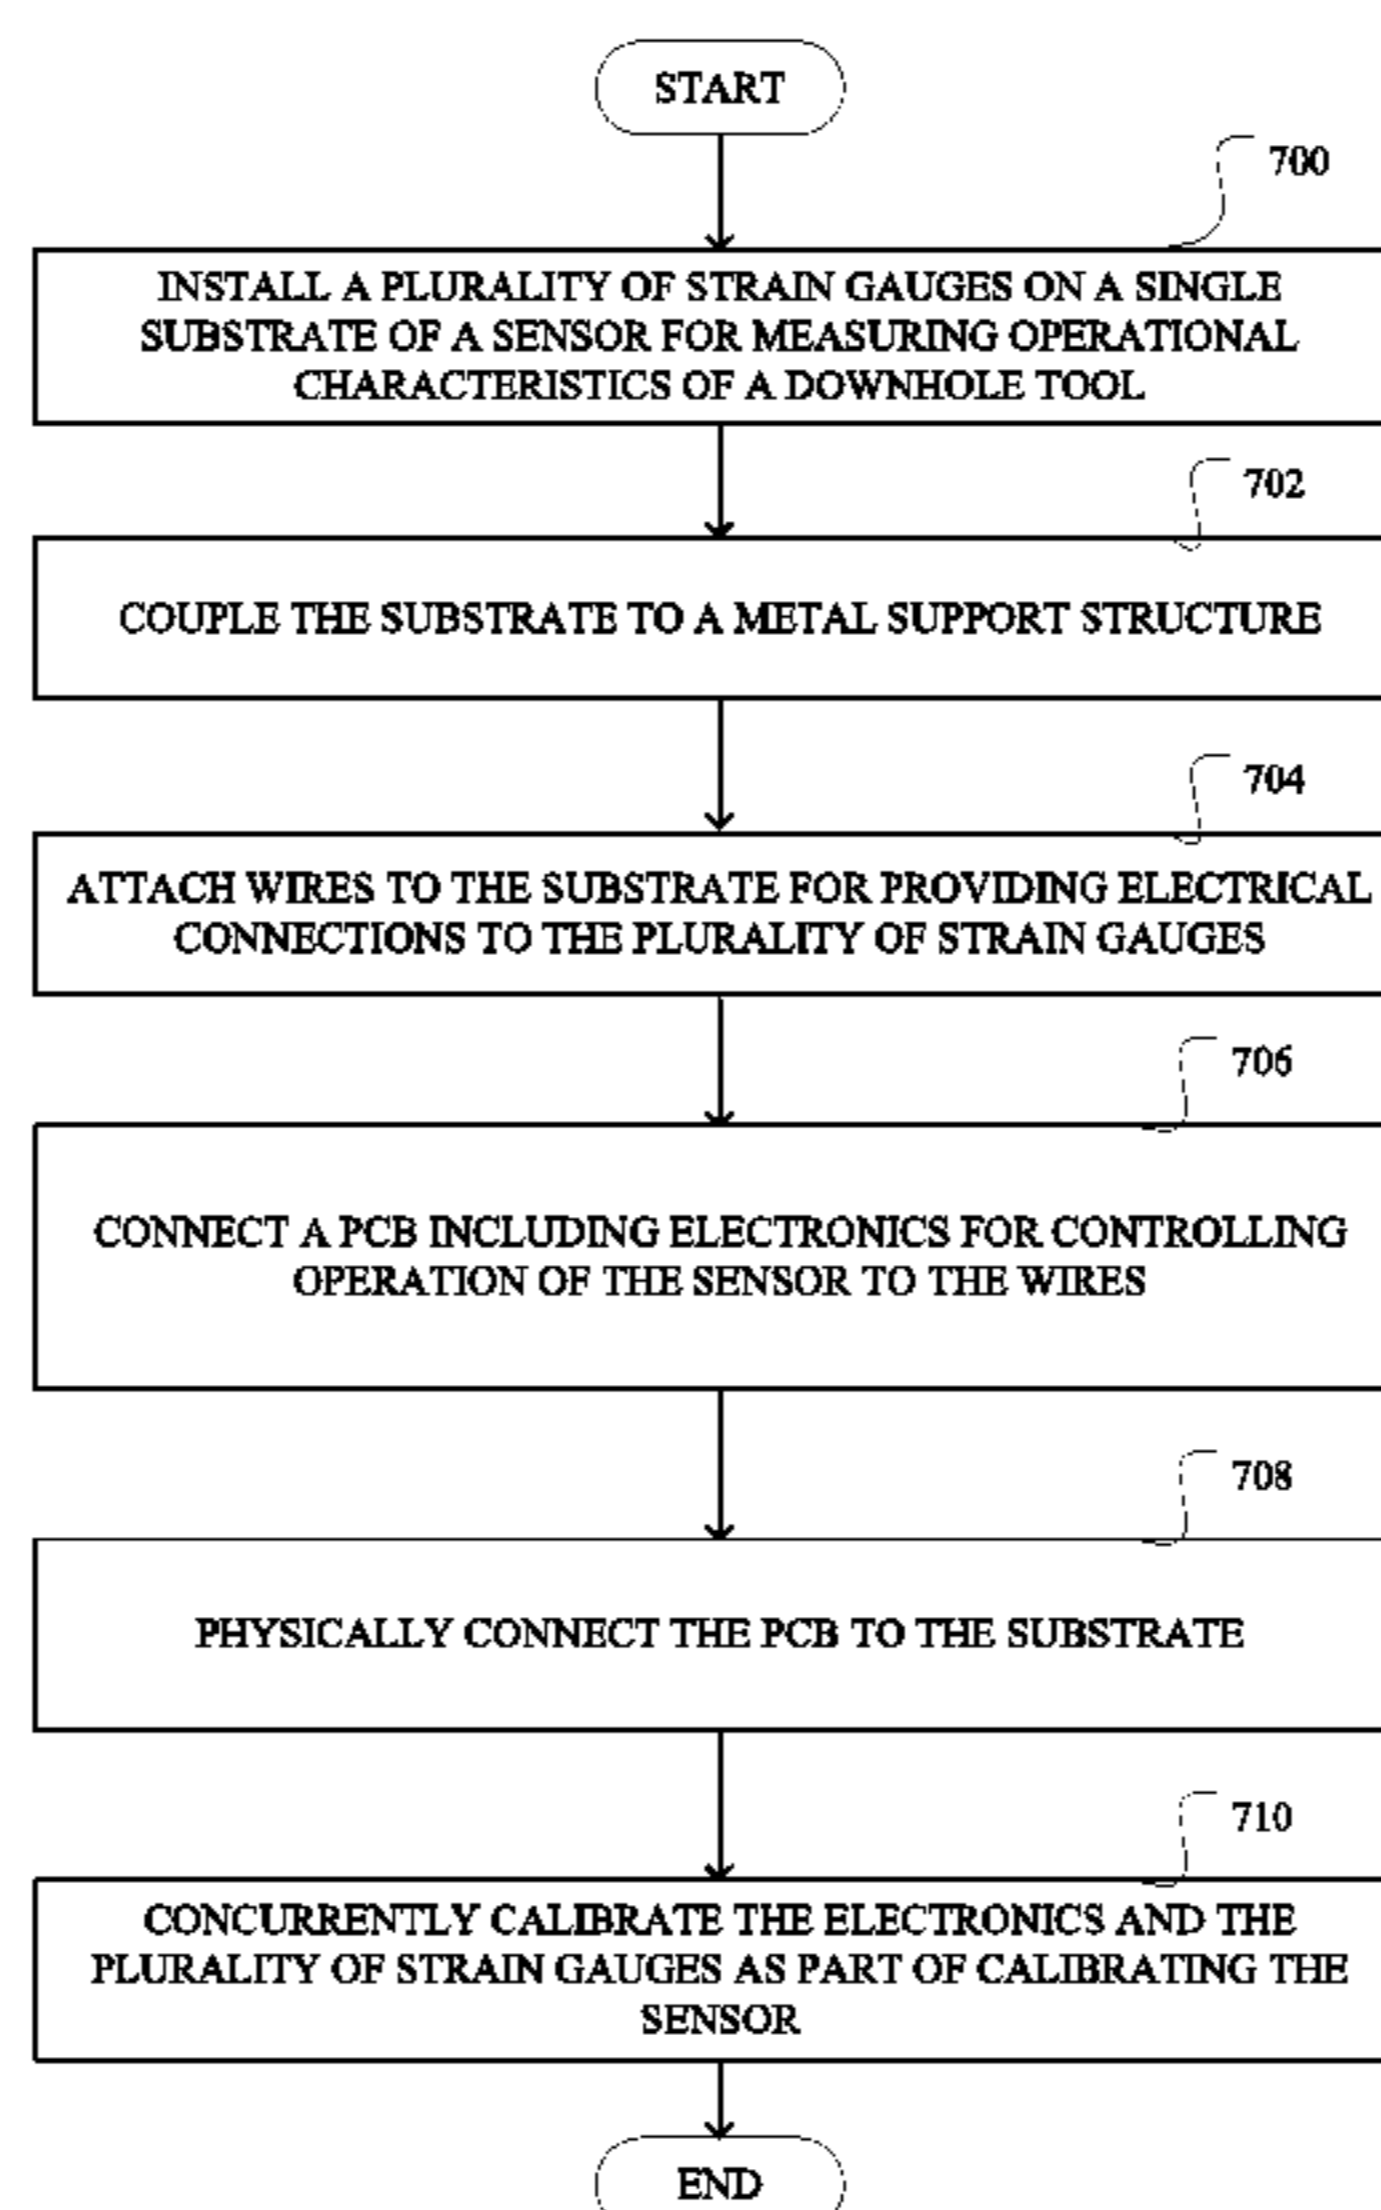 START
700
INSTALL A PLURALITY OF STRAIN GAUGES ON A SINGLE
SUBSTRATE OF A SENSOR FOR MEASURING OPERATIONAL
CHARACTERISTICS OF A DOWNHOLE TOOL
702
COUPLE THE SUBSTRATE TO A METAL SUPPORT STRUCTURE
704
ATTACH WIRES TO THE SUBSTRATE FOR PROVIDING ELECTRICAL
CONNECTIONS TO THE PLURALITY OF STRAIN GAUGES
706
CONNECT A PCB INCLUDING ELECTRONICS FOR CONTROLLING
OPERATION OF THE SENSOR TO THE WIRES
708
PHYSICALLY CONNECT THE PCB TO THE SUBSTRATE
710
CONCURRENTLY CALIBRATE THE ELECTRONICS AND THE
PLURALITY OF STRAIN GAUGES AS PART OF CALIBRATING THE
SENSOR
END